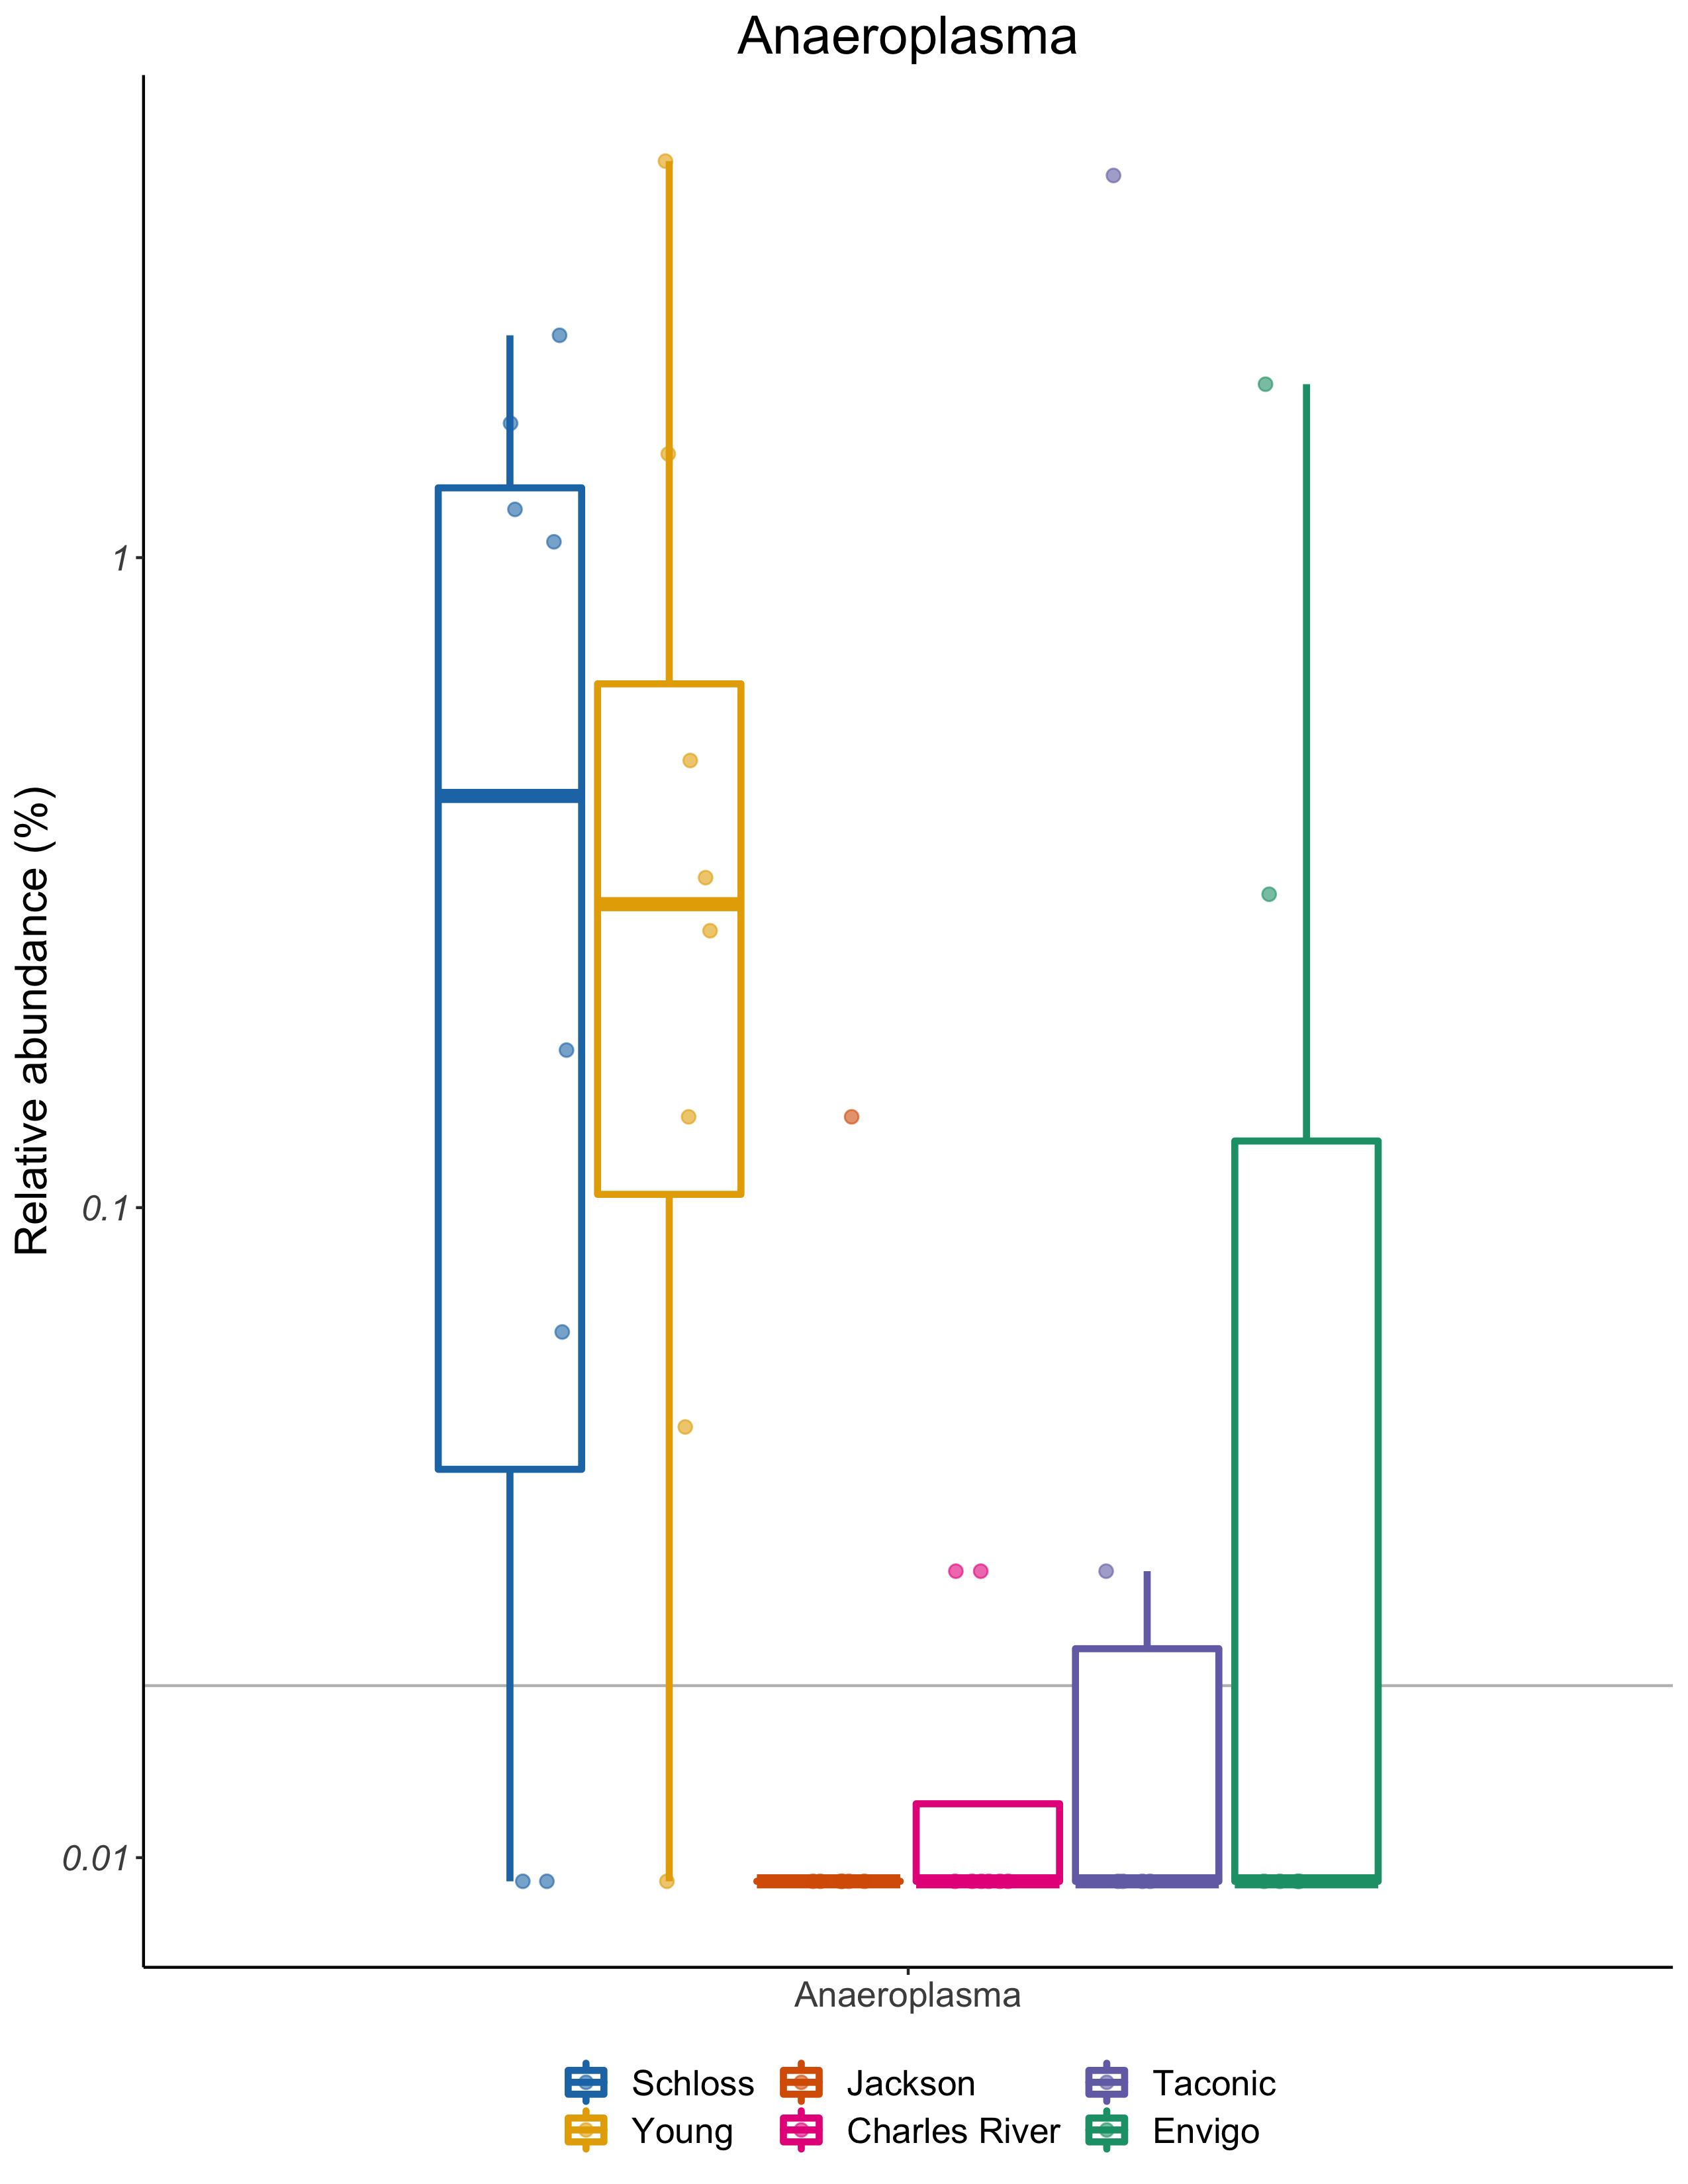 Anaeroplasma
Relative abundance (%)
1
0.1
0.01
Anaeroplasma
Schloss Jackson Taconic
Young Charles River Envigo